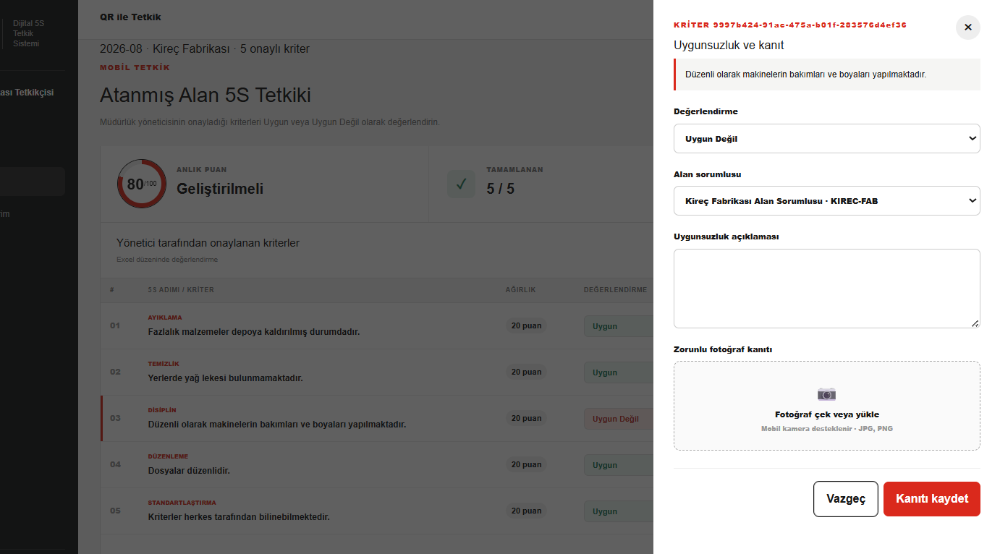 Dijital 5S
Tetkik
Sistemi
ası Tetkikçisi
rim
QR ile Tetkik
2026-08 · Kireç Fabrikası · 5 onaylı kriter
MOBİL TETKİK
Atanmış Alan 5S Tetkiki
Müdürlük yöneticisinin onayladığı kriterleri Uygun veya Uygun Değil olarak değerlendirin.
80/100
ANLIK PUAN
Geliştirilmeli
✓
TAMAMLANAN
5 / 5
Yönetici tarafından onaylanan kriterler
Excel düzeninde değerlendirme
# 5S ADIMI / KRİTER AĞIRLIK DEĞERLENDİRME
AYIKLAMA
01 Fazlalık malzemeler depoya kaldırılmış durumdadır. 20 puan Uygun
TEMİZLİK
02 Yerlerde yağ lekesi bulunmamaktadır. 20 puan Uygun
DİSİPLİN
03 Düzenli olarak makinelerin bakımları ve boyaları yapılmaktadır. 20 puan Uygun Değil
DÜZENLEME
04 Dosyalar düzenlidir. 20 puan Uygun
STANDARTLAŞTIRMA
05 Kriterler herkes tarafından bilinebilmektedir. 20 puan Uygun
KRİTER 9997b424-91ac-475a-b01f-283576d4ef36
×
Uygunsuzluk ve kanıt
Düzenli olarak makinelerin bakımları ve boyaları yapılmaktadır.
Değerlendirme
Uygun Değil
Alan sorumlusu
Kireç Fabrikası Alan Sorumlusu · KIREC-FAB
Uygunsuzluk açıklaması
Zorunlu fotoğraf kanıtı
Fotoğraf çek veya yükle
Mobil kamera desteklenir · JPG, PNG
Vazgeç
Kanıtı kaydet